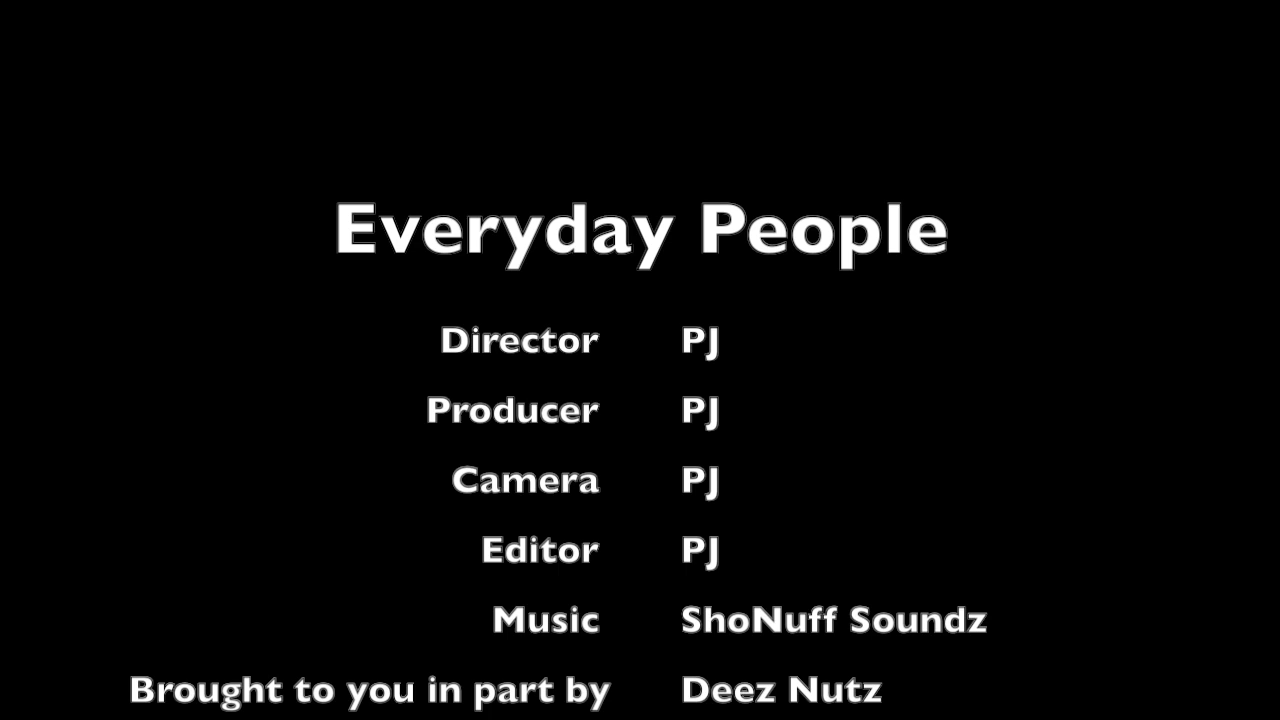 Everyday People
Director PJ
Producer PJ
Camera PJ
Editor PJ
Music ShoNuff Soundz
Brought to you in part by Deez Nutz